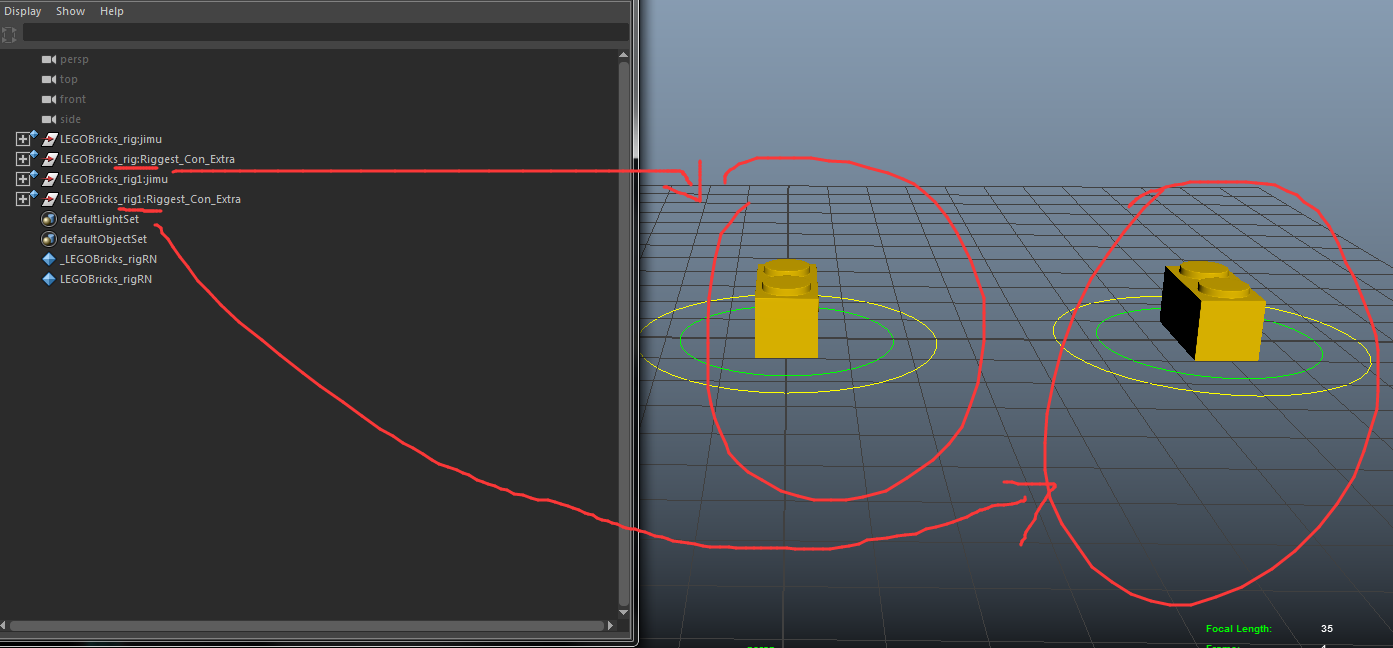 Display Show Help
persp
top
front
side
LEGOBricks_rig:jimu
LEGOBricks_rig:Riggest_Con_Extra
LEGOBricks_rig1:jimu
LEGOBricks_rig1:Riggest_Con_Extra
defaultLightSet
defaultObjectSet
_LEGOBricks_rigRN
LEGOBricks_rigRN
Focal Length: 35